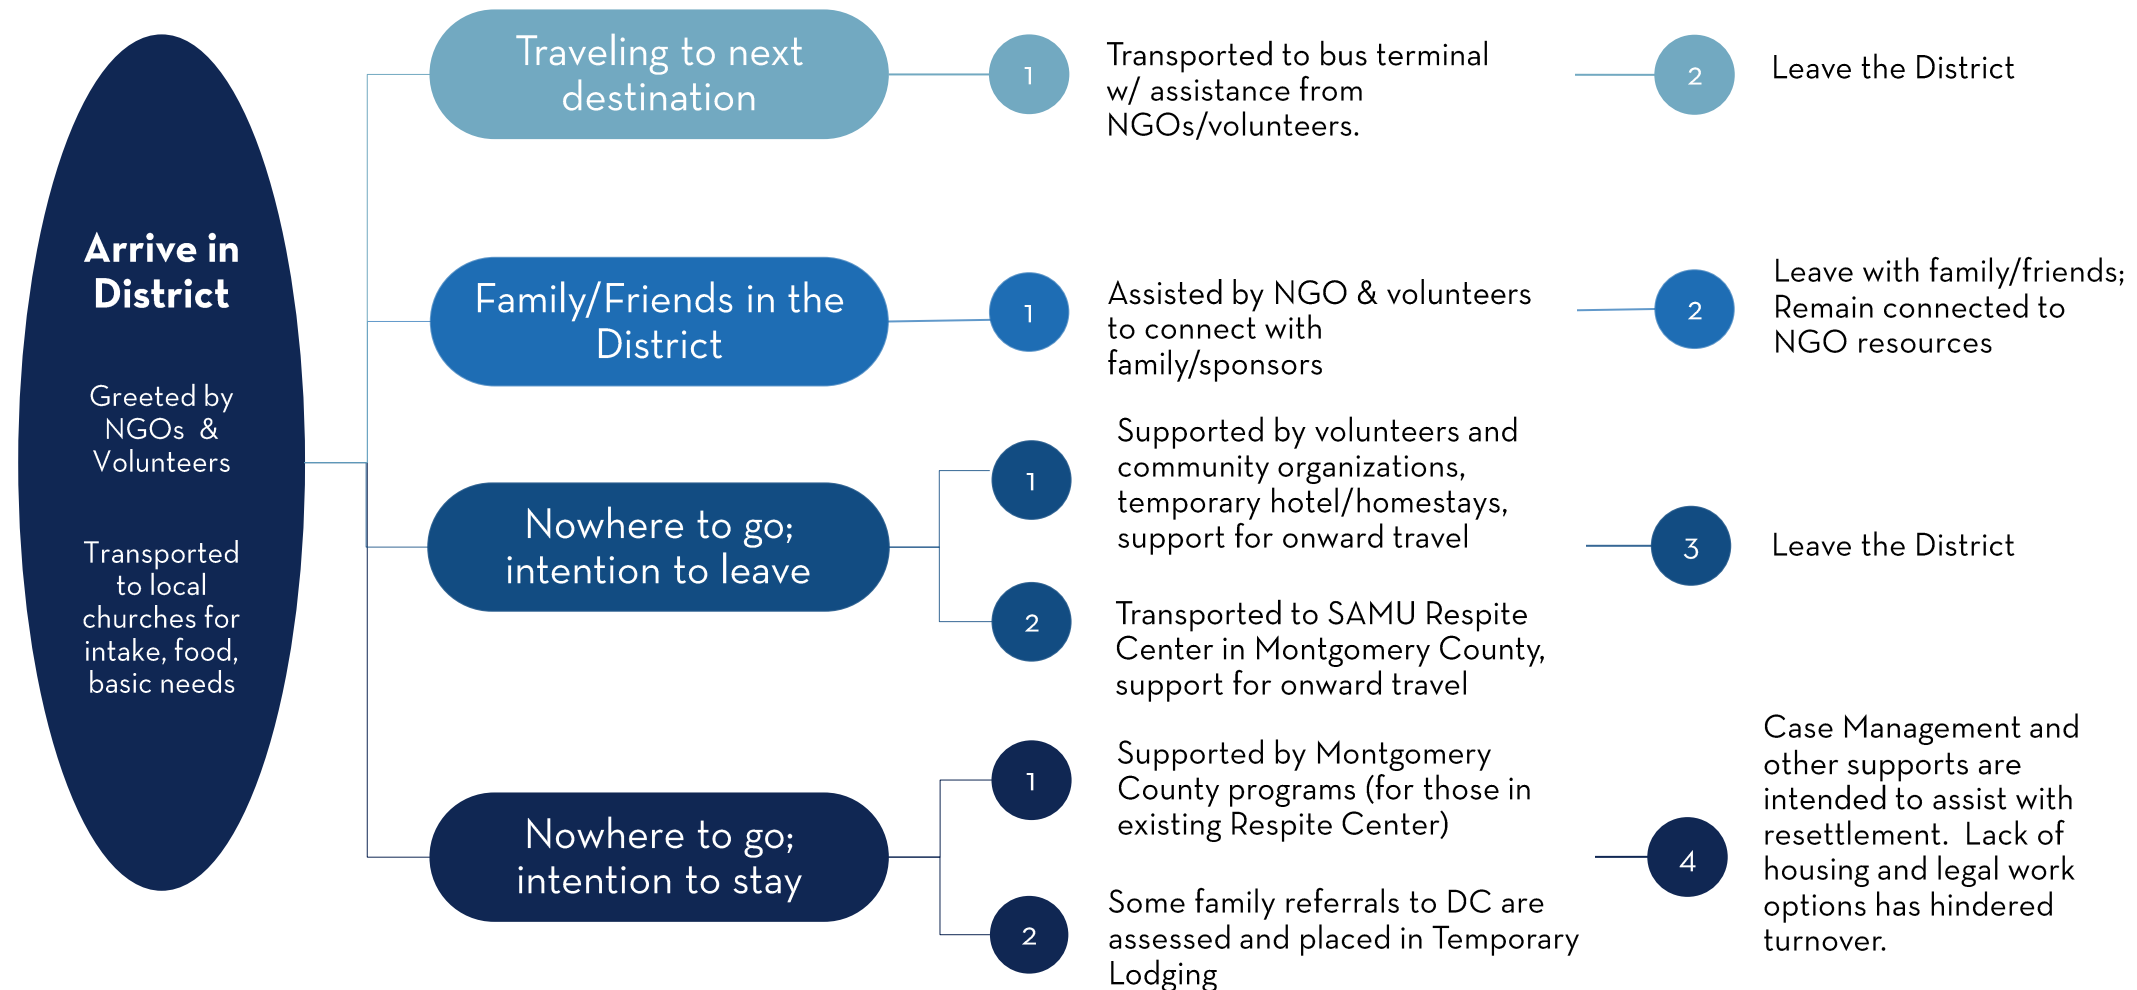 Arrive in
District
Greeted by
NGOs &
Volunteers
Transported
to local
churches for
intake, food,
basic needs
Traveling to next
destination
1
Transported to bus terminal
w/ assistance from
NGOs/volunteers.
2
Leave the District
Family/Friends in the
District
1
Assisted by NGO & volunteers
to connect with
family/sponsors
2
Leave with family/friends;
Remain connected to
NGO resources
Nowhere to go;
intention to leave
1
Supported by volunteers and
community organizations,
temporary hotel/homestays,
support for onward travel
2
Transported to SAMU Respite
Center in Montgomery County,
support for onward travel
3
Leave the District
Nowhere to go;
intention to stay
1
Supported by Montgomery
County programs (for those in
existing Respite Center)
2
Some family referrals to DC are
assessed and placed in Temporary
Lodging
4
Case Management and
other supports are
intended to assist with
resettlement. Lack of
housing and legal work
options has hindered
turnover.